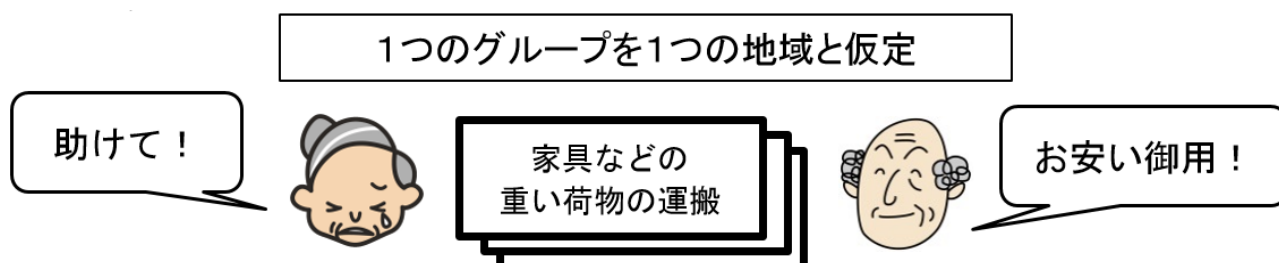 1つのグループを1つの地域と仮定
助けて！
家具などの
重い荷物の運搬
お安い御用！